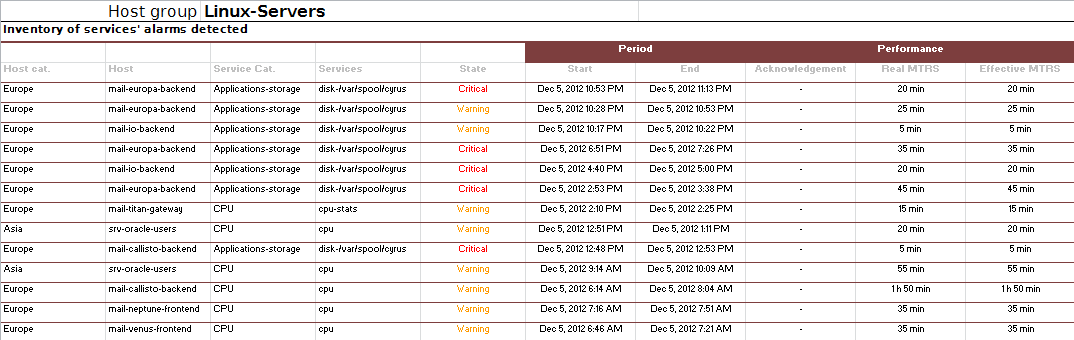 Host group Linux-Servers
Inventory of services' alarms detected
Period Performance
Host cat. Host Service Cat. Services State Start End Acknowledgement Real MTRS Effective MTRS
Europe mail-europa-backend Applications-storage disk-/var/spool/cyrus Critical Dec 5, 2012 10:53 PM Dec 5, 2012 11:13 PM - 20 min 20 min
Europe mail-europa-backend Applications-storage disk-/var/spool/cyrus Warning Dec 5, 2012 10:28 PM Dec 5, 2012 10:53 PM - 25 min 25 min
Europe mail-io-backend Applications-storage disk-/var/spool/cyrus Warning Dec 5, 2012 10:17 PM Dec 5, 2012 10:22 PM - 5 min 5 min
Europe mail-europa-backend Applications-storage disk-/var/spool/cyrus Critical Dec 5, 2012 6:51 PM Dec 5, 2012 7:26 PM - 35 min 35 min
Europe mail-io-backend Applications-storage disk-/var/spool/cyrus Critical Dec 5, 2012 4:40 PM Dec 5, 2012 5:00 PM - 20 min 20 min
Europe mail-europa-backend Applications-storage disk-/var/spool/cyrus Critical Dec 5, 2012 2:53 PM Dec 5, 2012 3:38 PM - 45 min 45 min
Europe mail-titan-gateway CPU cpu-stats Warning Dec 5, 2012 2:10 PM Dec 5, 2012 2:25 PM - 15 min 15 min
Asia srv-oracle-users CPU cpu Warning Dec 5, 2012 12:51 PM Dec 5, 2012 1:11 PM - 20 min 20 min
Europe mail-callisto-backend Applications-storage disk-/var/spool/cyrus Critical Dec 5, 2012 12:48 PM Dec 5, 2012 12:53 PM - 5 min 5 min
Asia srv-oracle-users CPU cpu Warning Dec 5, 2012 9:14 AM Dec 5, 2012 10:09 AM - 55 min 55 min
Europe mail-callisto-backend CPU cpu Warning Dec 5, 2012 6:14 AM Dec 5, 2012 8:04 AM - 1 h 50 min 1 h 50 min
Europe mail-neptune-frontend CPU cpu Warning Dec 5, 2012 7:16 AM Dec 5, 2012 7:51 AM - 35 min 35 min
Europe mail-venus-frontend CPU cpu Warning Dec 5, 2012 6:46 AM Dec 5, 2012 7:21 AM - 35 min 35 min